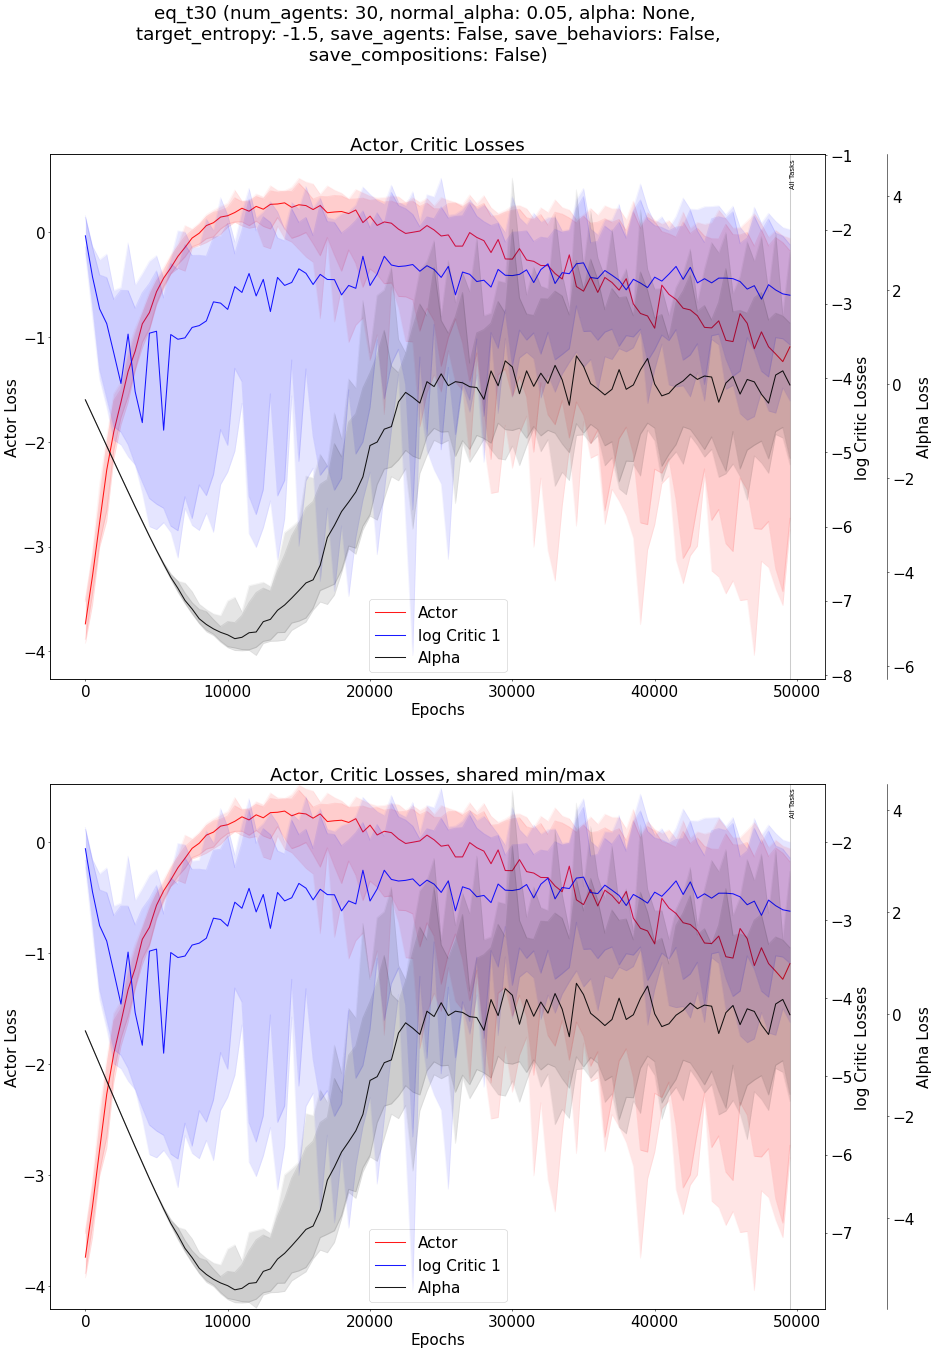 eq_t30 (num_agents: 30, normal_alpha: 0.05, alpha: None,
target_entropy: -1.5, save_agents: False, save_behaviors: False,
save_compositions: False)
Actor, Critic Losses
All Tasks
Actor Loss
0
−1
−2
−3
−4
−1
−2
−3
−4
−5
−6
−7
−8
log Critic Losses
4
2
0
−2
−4
−6
Alpha Loss
Actor
log Critic 1
Alpha
0 10000 20000 30000 40000 50000
Epochs
Actor, Critic Losses, shared min/max
All Tasks
Actor Loss
0
−1
−2
−3
−4
−2
−3
−4
−5
−6
−7
log Critic Losses
4
2
0
−2
−4
Alpha Loss
Actor
log Critic 1
Alpha
0 10000 20000 30000 40000 50000
Epochs